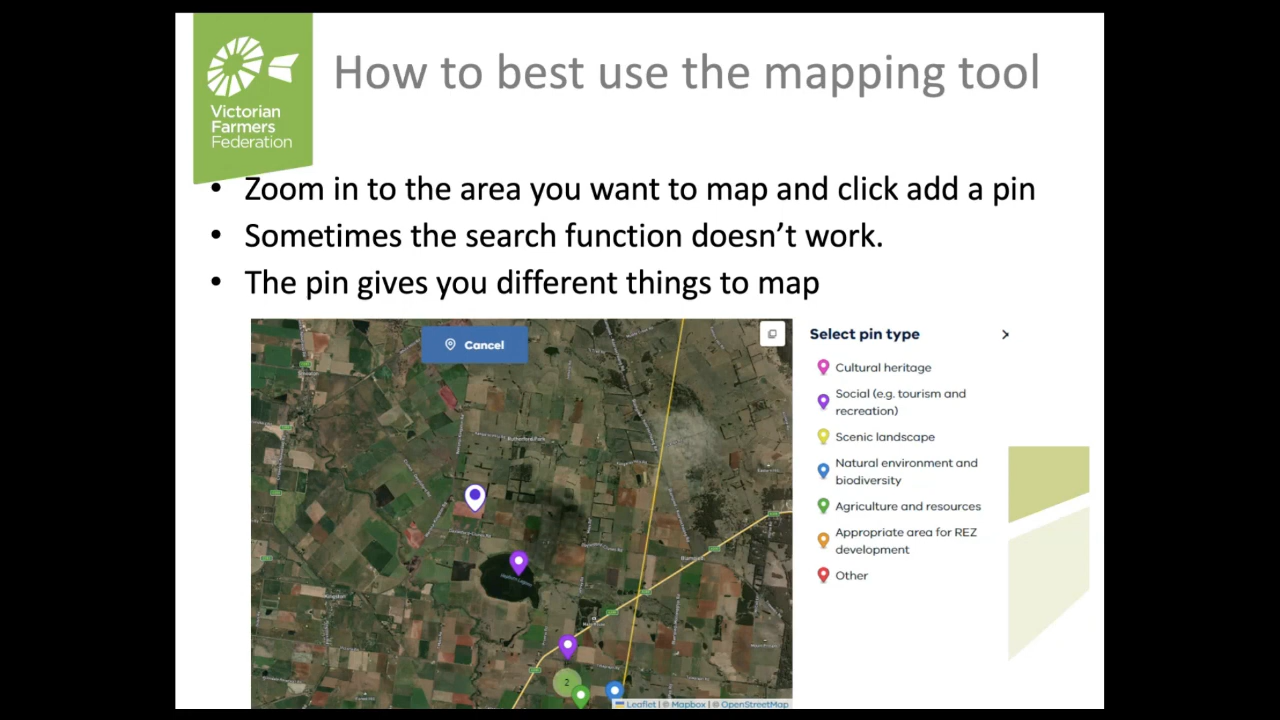 How to best use the mapping tool
Victorian
Farmers
Federation
• Zoom in to the area you want to map and click add a pin
• Sometimes the search function doesn't work.
• The pin gives you different things to map
Cancel
Select pin type
Cultural heritage
Social (e.g. tourism and
recreation)
Scenic landscape
Natural environment and
biodiversity
Agriculture and resources
Appropriate area for REZ
development
Other
Rutherford Park
2
Leaflet | © Mapbox | © OpenStreetMap